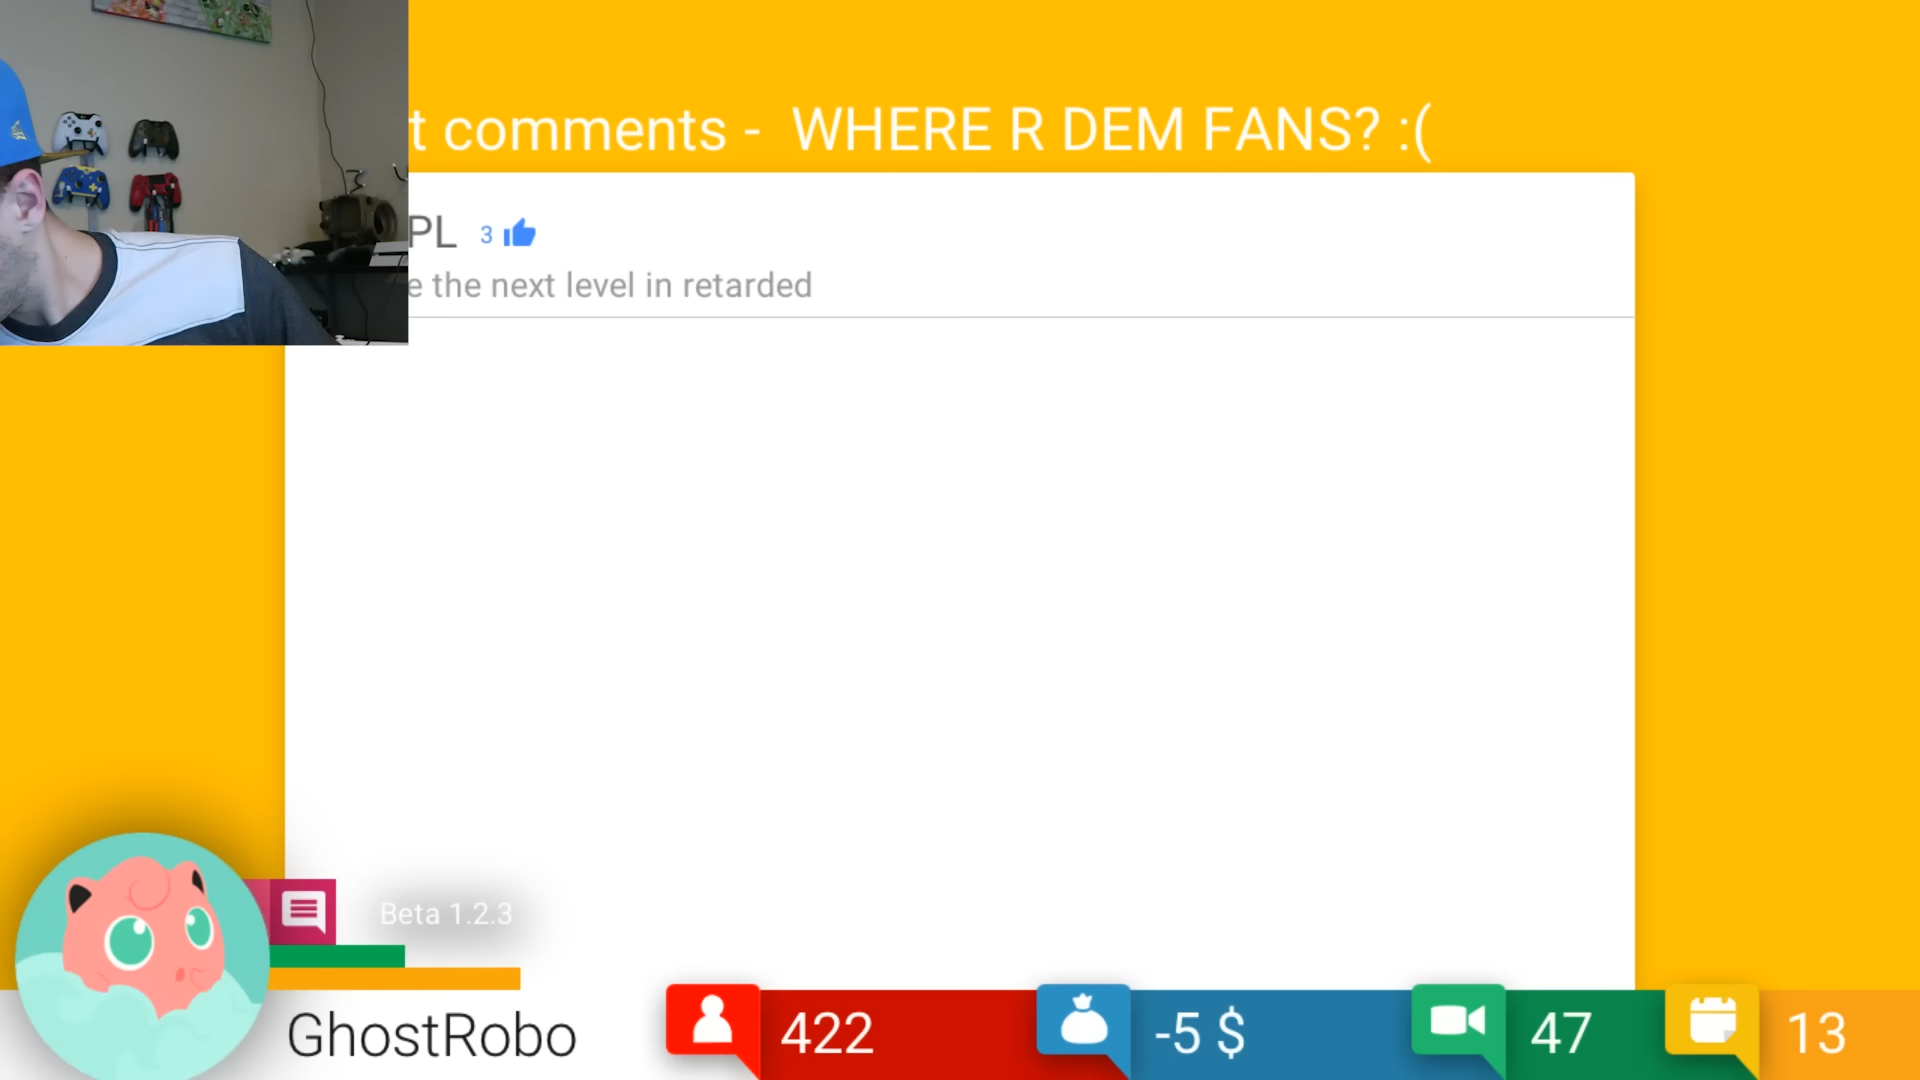 t comments - WHERE R DEM FANS? :(
PL 3
e the next level in retarded
Beta 1.2.3
GhostRobo
422
-5 $
47
13